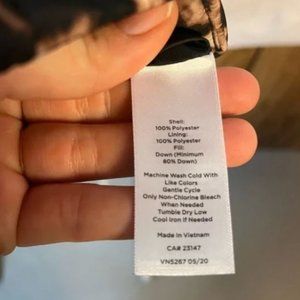 Shell:
100% Polyester
Lining:
100% Polyester
Fill:
Down (Minimum
80% Down)
Machine Wash Cold With
Like Colors
Gentle Cycle
Only Non-Chlorine Bleach
When Needed
Tumble Dry Low
Cool Iron if Needed
Made in Vietnam
CA# 23147
VN5267 05/20